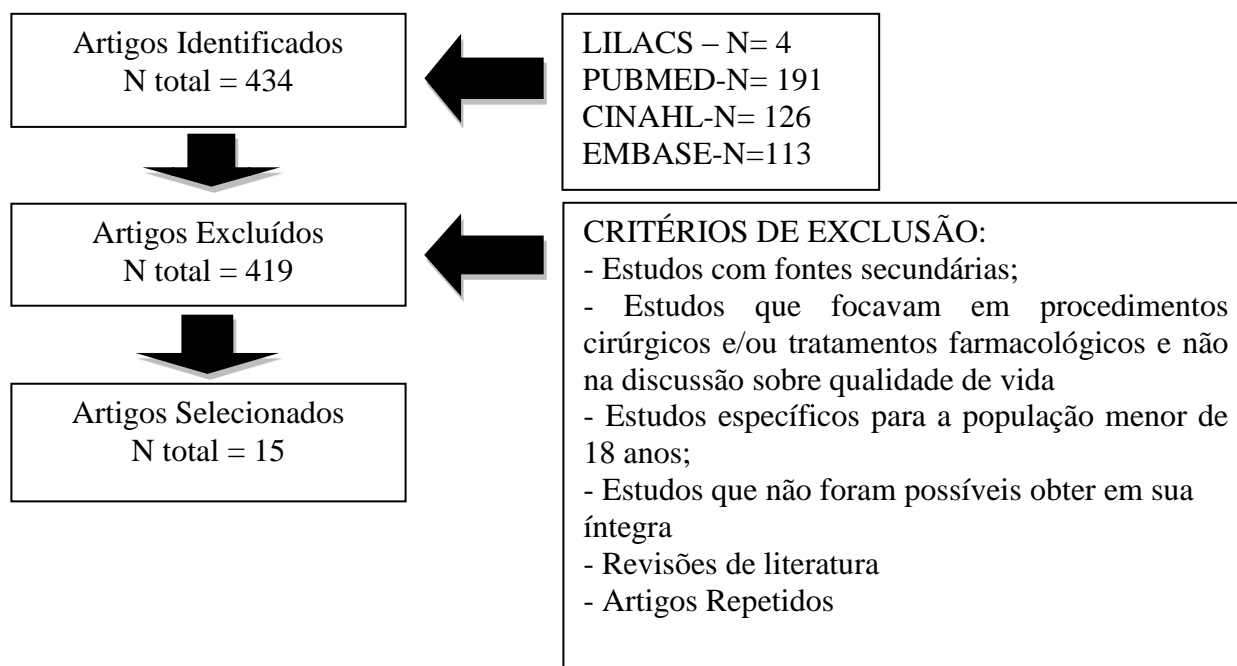 Artigos Identificados
N total = 434
LILACS – N= 4
PUBMED-N= 191
CINAHL-N= 126
EMBASE-N=113
Artigos Excluídos
N total = 419
CRITÉRIOS DE EXCLUSÃO:
- Estudos com fontes secundárias;
- Estudos que focavam em procedimentos
cirúrgicos e/ou tratamentos farmacológicos e não
na discussão sobre qualidade de vida
- Estudos específicos para a população menor de
18 anos;
- Estudos que não foram possíveis obter em sua
íntegra
- Revisões de literatura
- Artigos Repetidos
Artigos Selecionados
N total = 15